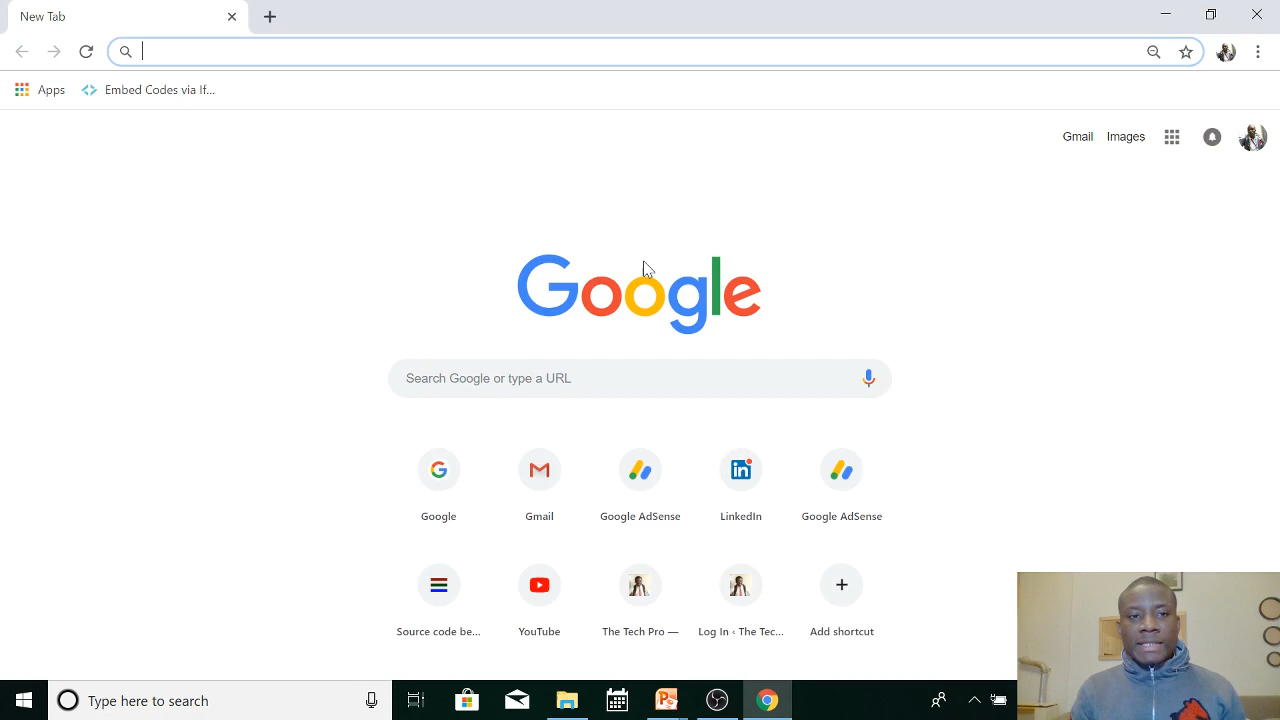 New Tab
Apps
Embed Codes via If...
Gmail
Images
Google
Search Google or type a URL
Google
Gmail
Google AdSense
LinkedIn
Google AdSense
Source code be...
YouTube
The Tech Pro —
Log In ‹ The Tec...
Add shortcut
Type here to search